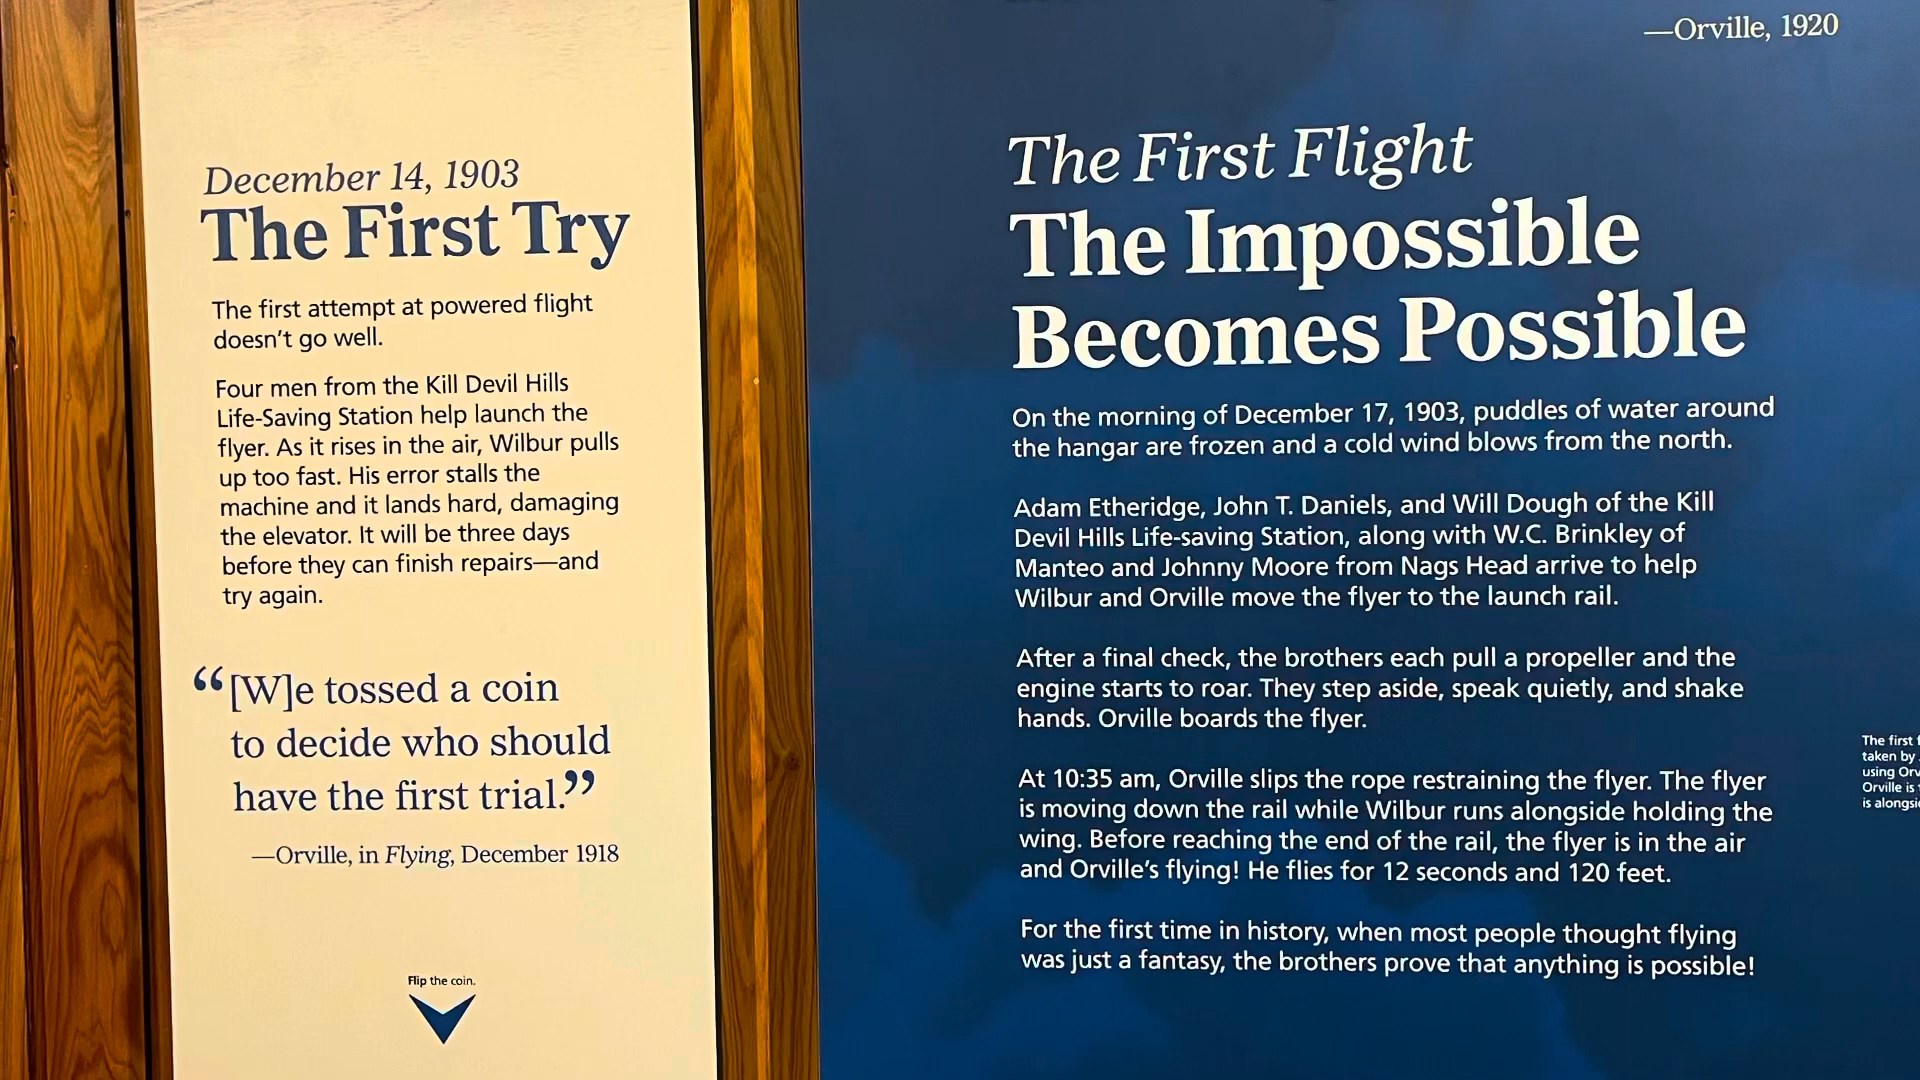 December 14, 1903
The First Try
The first attempt at powered flight
doesn't go well.
Four men from the Kill Devil Hills
Life-Saving Station help launch the
flyer. As it rises in the air, Wilbur pulls
up too fast. His error stalls the
machine and it lands hard, damaging
the elevator. It will be three days
before they can finish repairs—and
try again.
“[W]e tossed a coin
to decide who should
have the first trial.”
—Orville, in Flying, December 1918
Flip the coin.
—Orville, 1920
The First Flight
The Impossible
Becomes Possible
On the morning of December 17, 1903, puddles of water around
the hangar are frozen and a cold wind blows from the north.
Adam Etheridge, John T. Daniels, and Will Dough of the Kill
Devil Hills Life-saving Station, along with W.C. Brinkley of
Manteo and Johnny Moore from Nags Head arrive to help
Wilbur and Orville move the flyer to the launch rail.
After a final check, the brothers each pull a propeller and the
engine starts to roar. They step aside, speak quietly, and shake
hands. Orville boards the flyer.
At 10:35 am, Orville slips the rope restraining the flyer. The flyer
is moving down the rail while Wilbur runs alongside holding the
wing. Before reaching the end of the rail, the flyer is in the air
and Orville's flying! He flies for 12 seconds and 120 feet.
For the first time in history, when most people thought flying
was just a fantasy, the brothers prove that anything is possible!
The first
taken by
using
Orville is
is